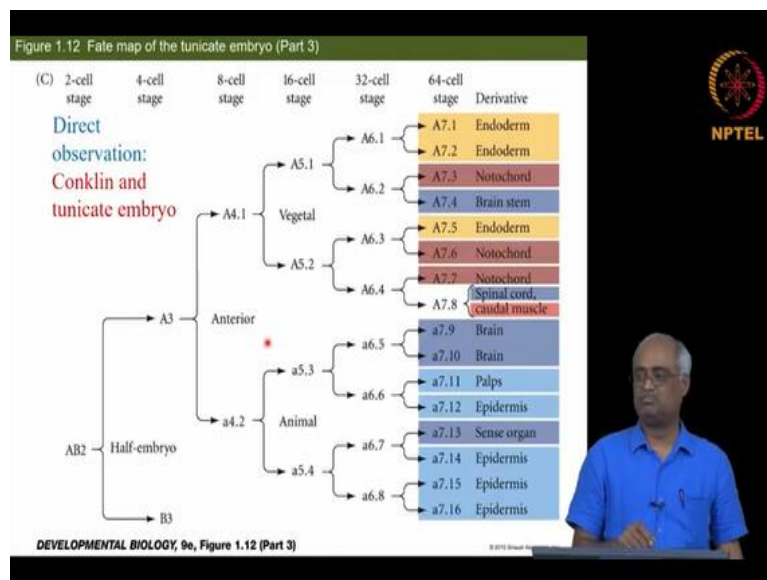 Figure 1.12 Fate map of the tunicate embryo (Part 3)
NPTEL
(C) 2-cell stage 4-cell stage 8-cell stage 16-cell stage 32-cell stage 64-cell stage Derivative
Direct
observation:
Conklin and
tunicate embryo
A7.1 Endoderm
A6.1
A7.2 Endoderm
A5.1
A7.3 Notochord
A6.2
A7.4 Brain stem
A4.1 Vegetal
A7.5 Endoderm
A6.3
A7.6 Notochord
A5.2
A7.7 Notochord
A6.4
A7.8 Spinal cord,
caudal muscle
A3 Anterior
a7.9 Brain
a6.5
a7.10 Brain
a5.3
a7.11 Palps
a6.6
a7.12 Epidermis
a4.2 Animal
a7.13 Sense organ
a6.7
a7.14 Epidermis
AB2 Half-embryo
a5.4
a7.15 Epidermis
a6.8
a7.16 Epidermis
B3
DEVELOPMENTAL BIOLOGY, 9e, Figure 1.12 (Part 3)